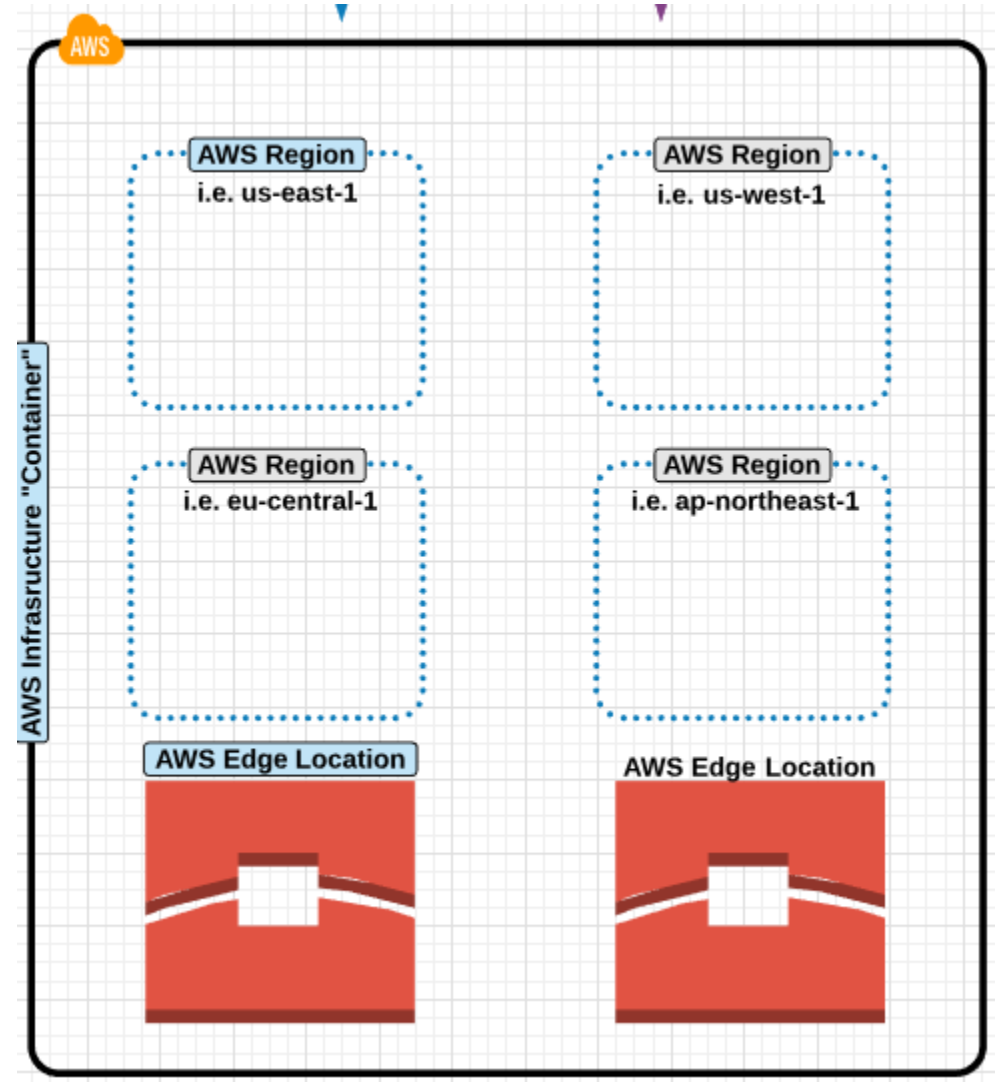 AWS
AWS Region
i.e. us-east-1
AWS Region
i.e. us-west-1
AWS Infrasructure "Container"
AWS Region
i.e. eu-central-1
AWS Region
i.e. ap-northeast-1
AWS Edge Location
AWS Edge Location